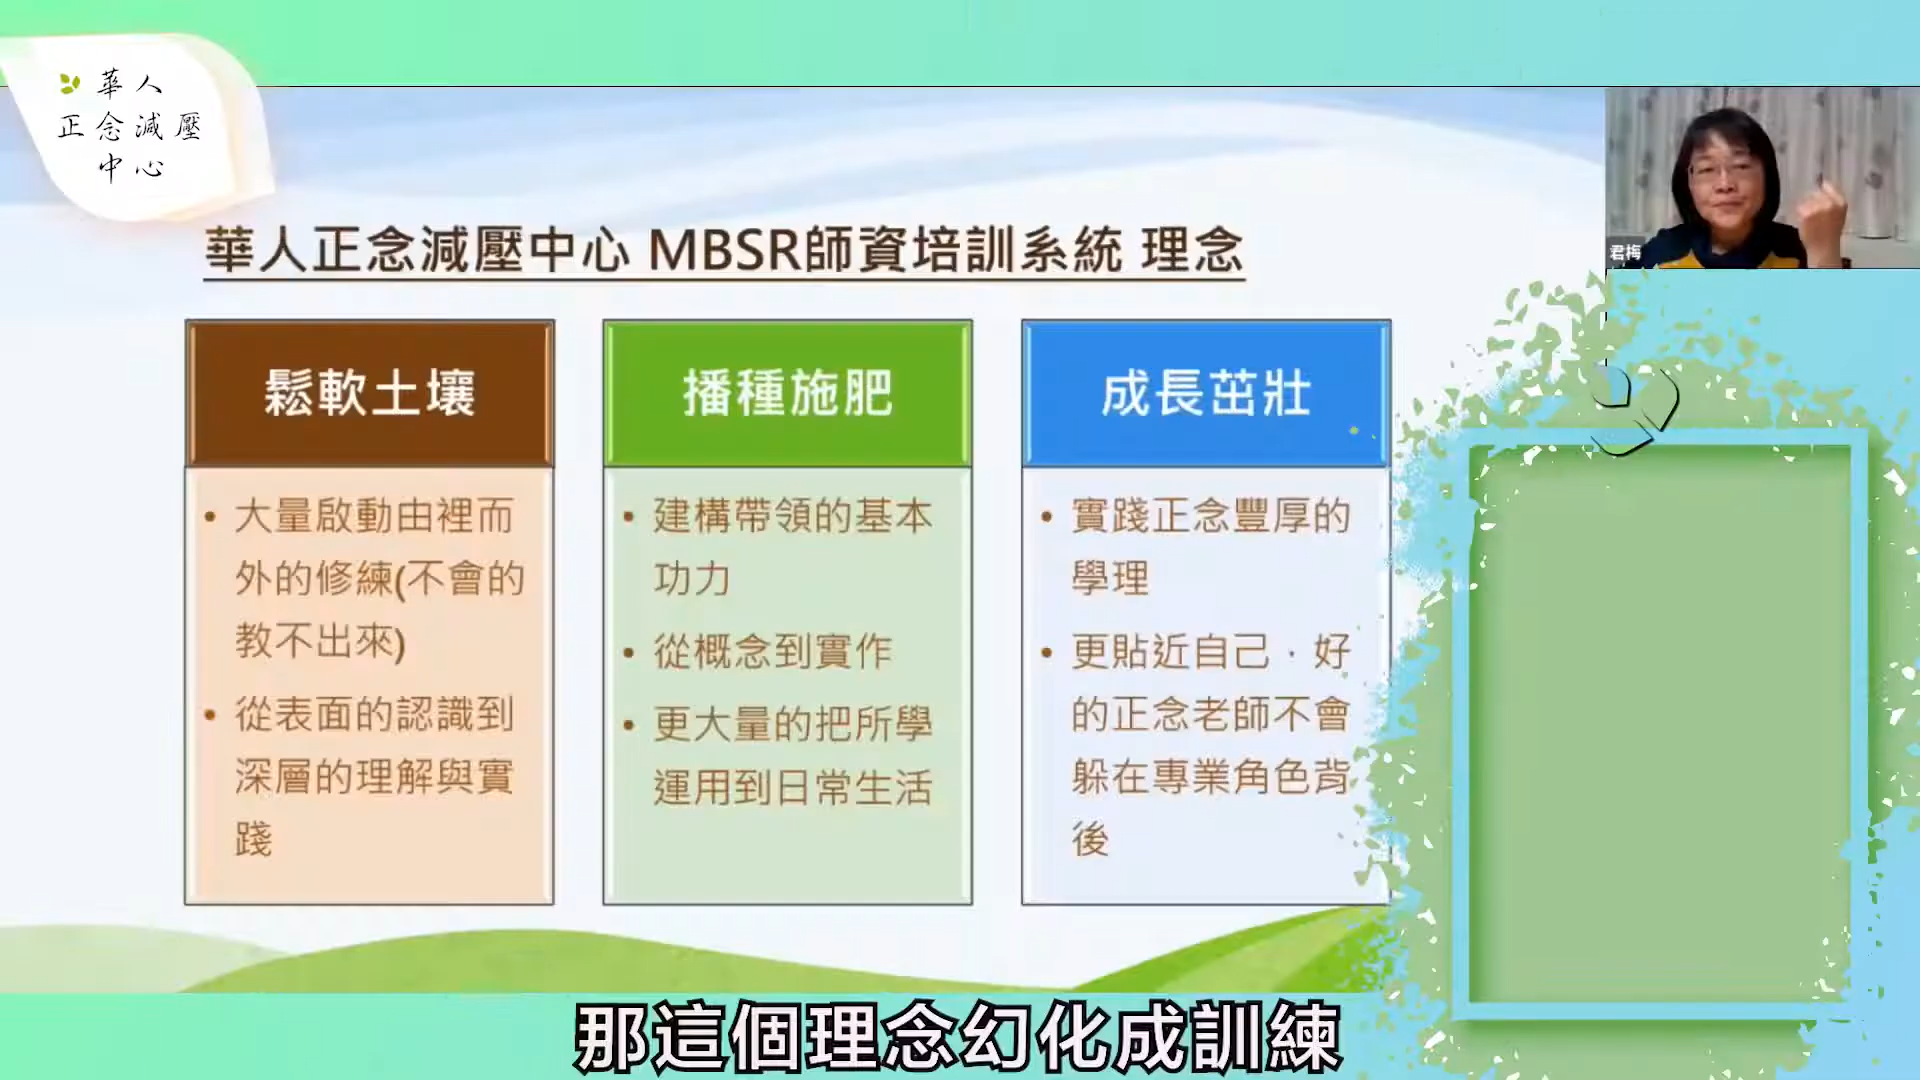 華人
正念減壓
中心
君梅
華人正念減壓中心 MBSR師資培訓系統 理念
鬆軟土壤
大量啟動由裡而
外的修練(不會的
教不出來)
從表面的認識到
深層的理解與實
踐
播種施肥
建構帶領的基本
功力
從概念到實作
更大量的把所學
運用到日常生活
成長茁壯
實踐正念豐厚的
學理
更貼近自己，好
的正念老師不會
躲在專業角色背
後
那這個理念幻化成訓練